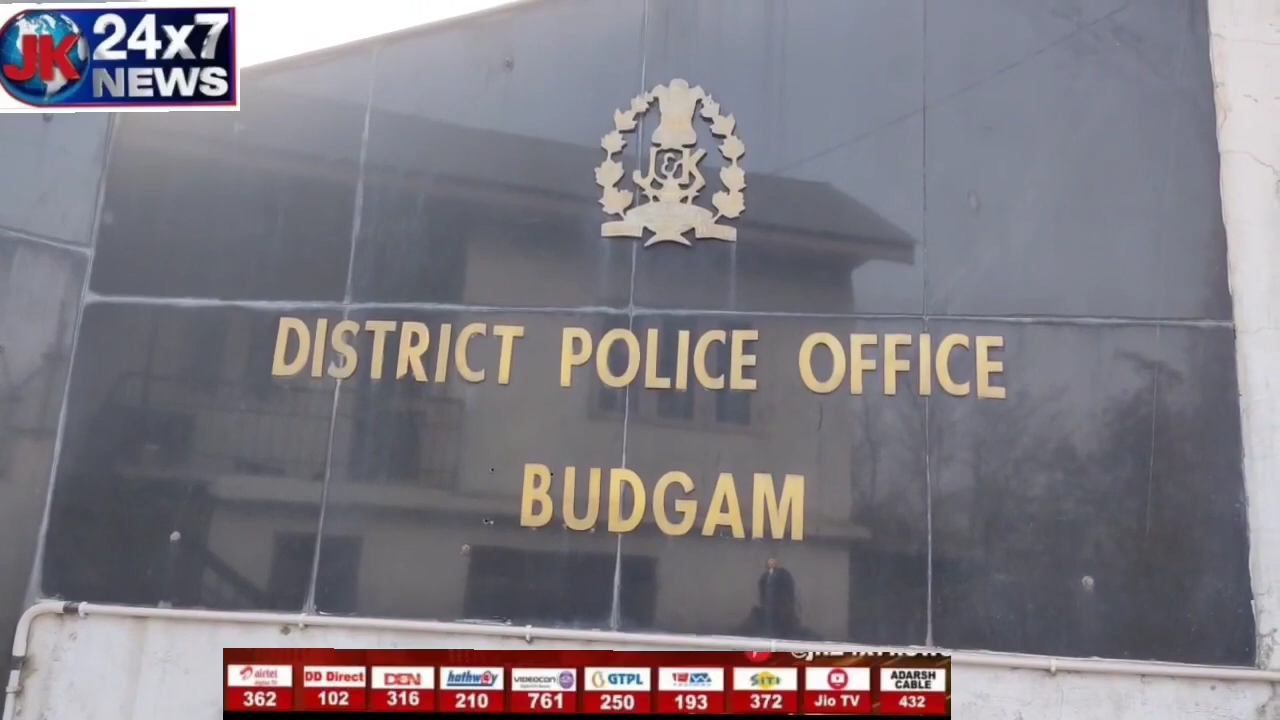 JK 24x7
NEWS
J&K
DISTRICT POLICE OFFICE
BUDGAM
airtel DD Direct DEN hathway VIDEOCON GTPL SITI Jio TV ADARSH CABLE
362 102 316 210 761 250 193 372 432